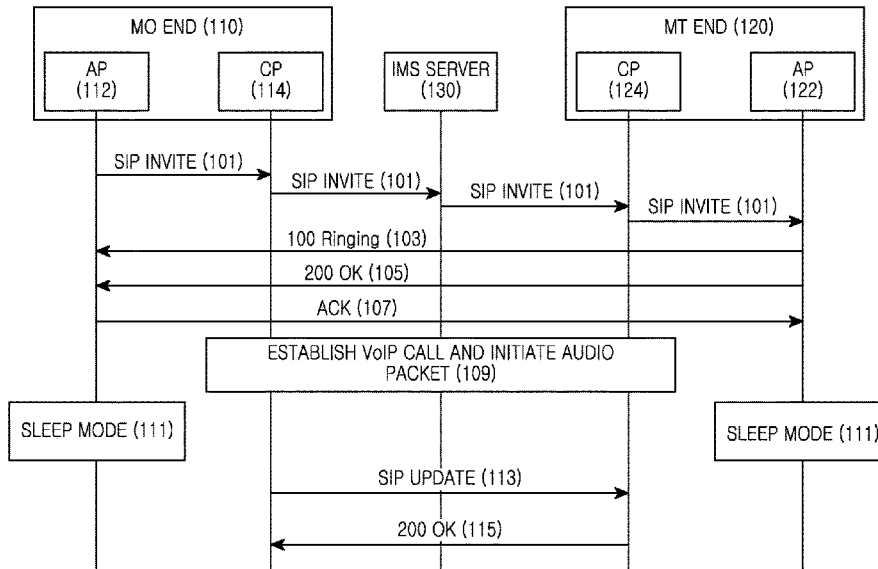 MO END (110)
MT END (120)
AP
(112)
CP
(114)
IMS SERVER
(130)
CP
(124)
AP
(122)
SIP INVITE (101)
SIP INVITE (101)
SIP INVITE (101)
SIP INVITE (101)
100 Ringing (103)
200 OK (105)
ACK (107)
ESTABLISH VoIP CALL AND INITIATE AUDIO
PACKET (109)
SLEEP MODE (111)
SLEEP MODE (111)
SIP UPDATE (113)
200 OK (115)